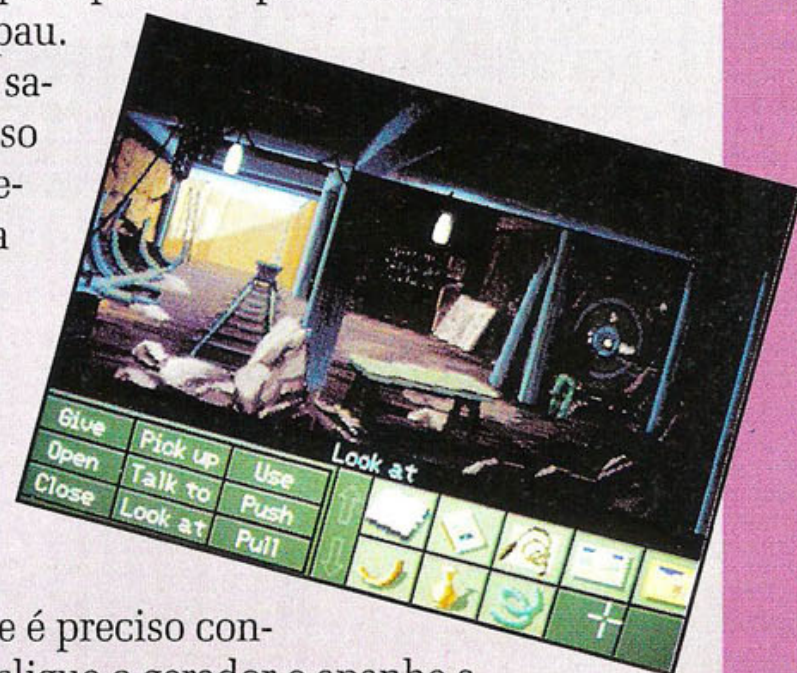 pau.
sa-
so
e-
a
Look at
Give Pick up Use
Open Talk to Push
Close Look at Pull
e é preciso con-